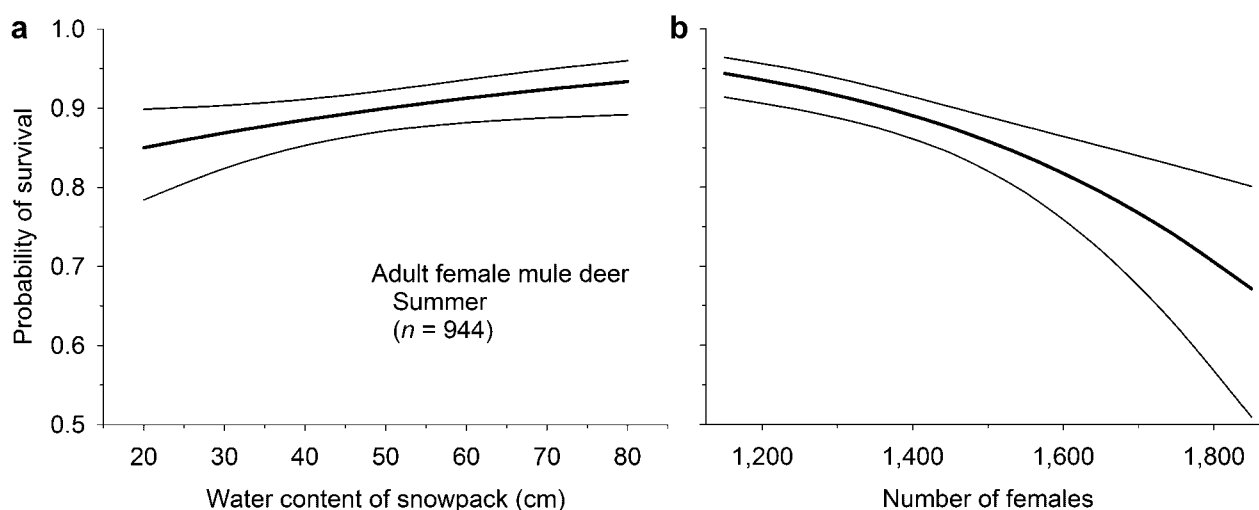 a
b
Probability of survival
1.0
0.9
0.8
0.7
0.6
0.5
Adult female mule deer
Summer
(n = 944)
20 30 40 50 60 70 80
1,200 1,400 1,600 1,800
Water content of snowpack (cm)
Number of females